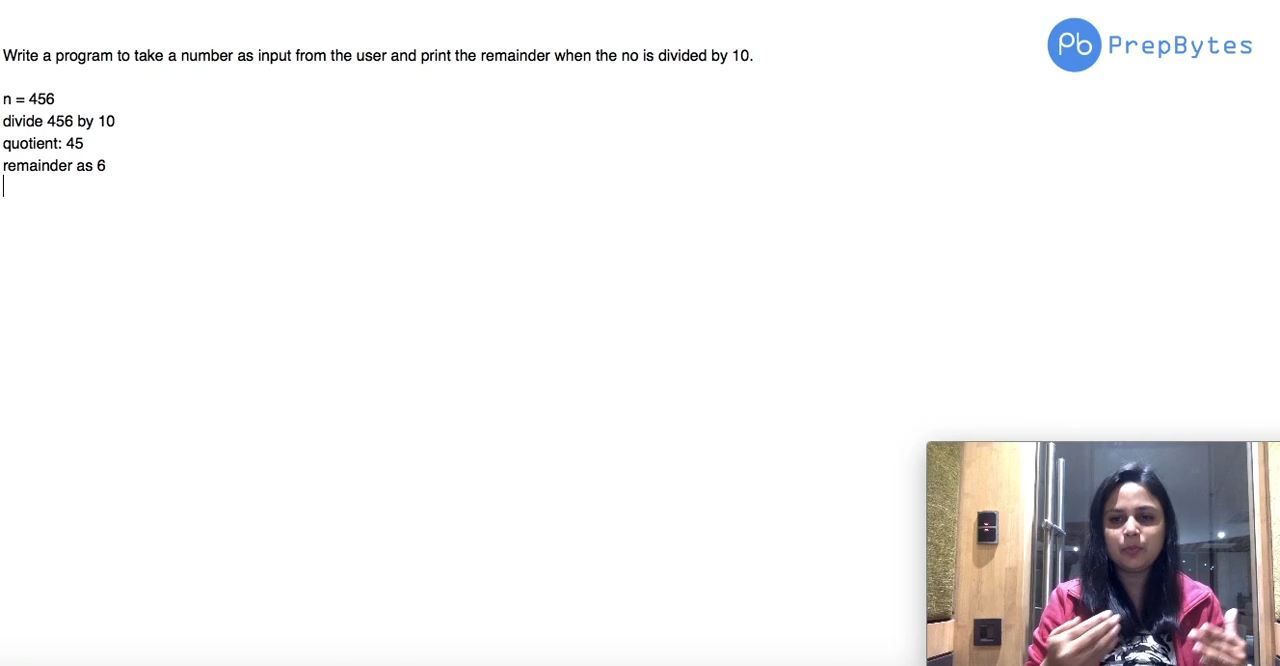 Pb PrepBytes
Write a program to take a number as input from the user and print the remainder when the no is divided by 10.
n = 456
divide 456 by 10
quotient: 45
remainder as 6